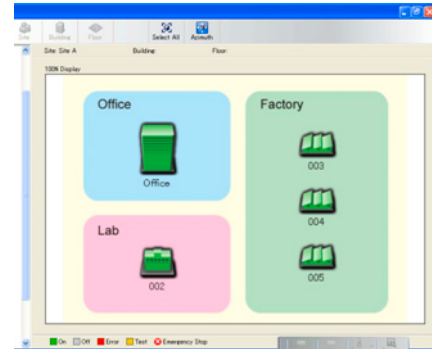 Site Building Floor Select All Azimuth
Site: Site A Building: Floor:
100% Display
Office
Office
Lab
002
Factory
003
004
005
On Off Error Test Emergency Stop